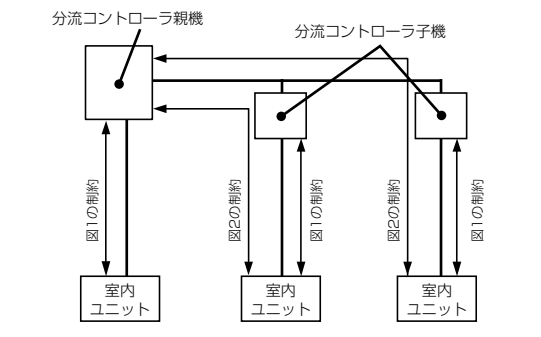 分流コントローラ親機
分流コントローラ子機
図1の制約
図2の制約
図1の制約
図2の制約
図1の制約
室内
ユニット
室内
ユニット
室内
ユニット